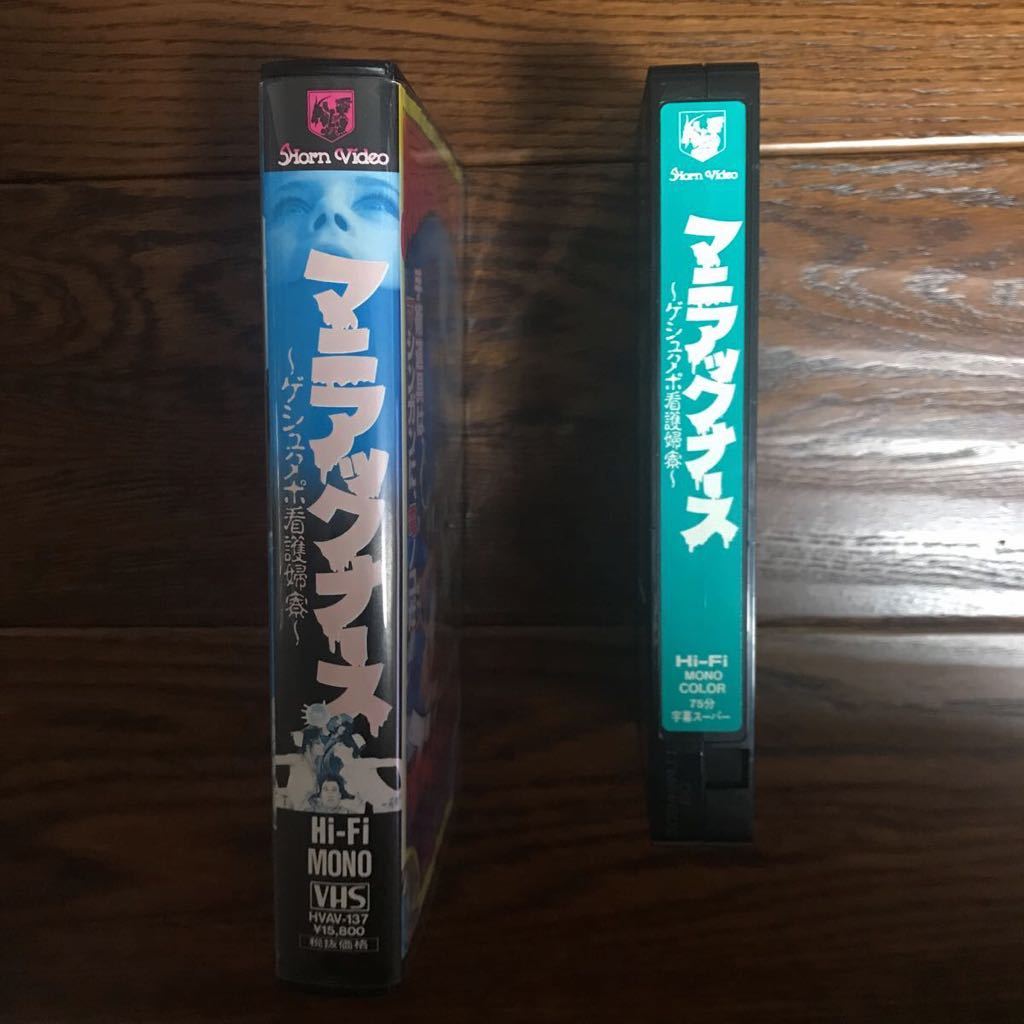 Horn Video
マニアックナース
〜ゲシュタポ看護婦寮〜
Hi-Fi
MONO
VHS
HVAV-137
¥15,800
税抜価格
Horn Video
マニアックナース
〜ゲシュタポ看護婦寮〜
Hi-Fi
MONO
COLOR
75分
字幕スーパー